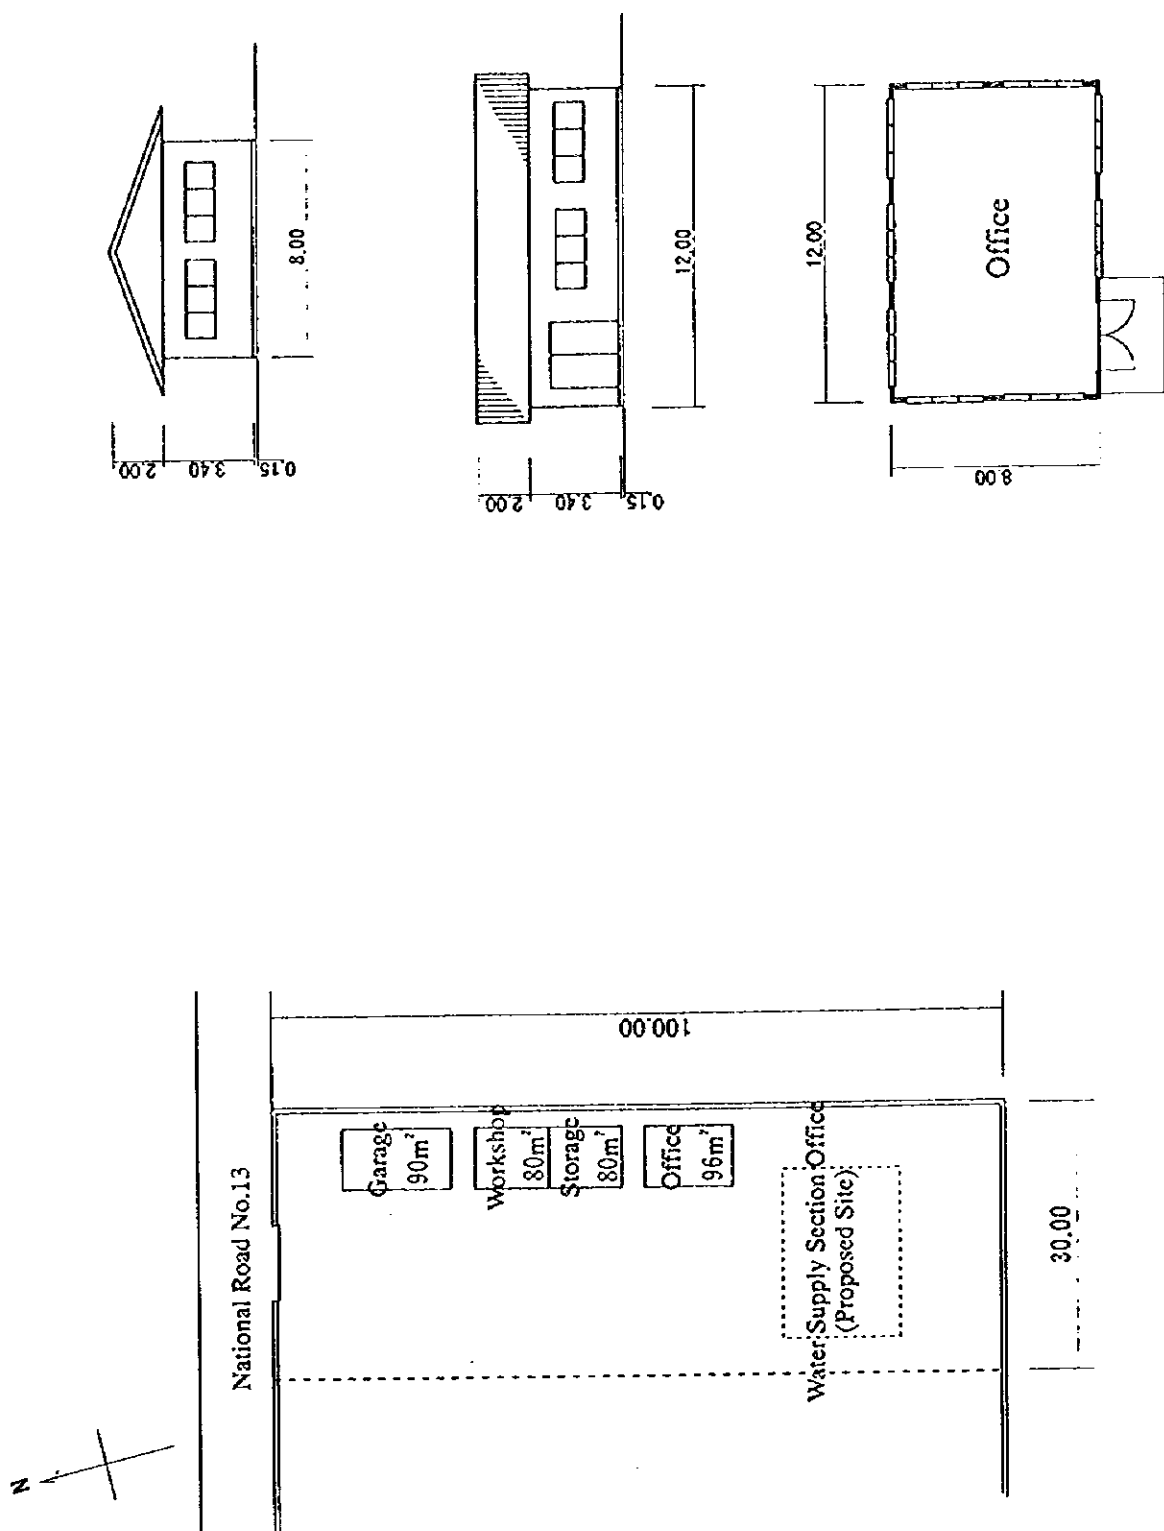 2.00
3.40
0.15
8.00
2.00
3.40
0.15
12.00
12.00
8.00
Office
National Road No.13
100.00
Garage
90m²
Workshop
80m²
Storage
80m²
Office
96m²
Water Supply Section Office
(Proposed Site)
30.00
N